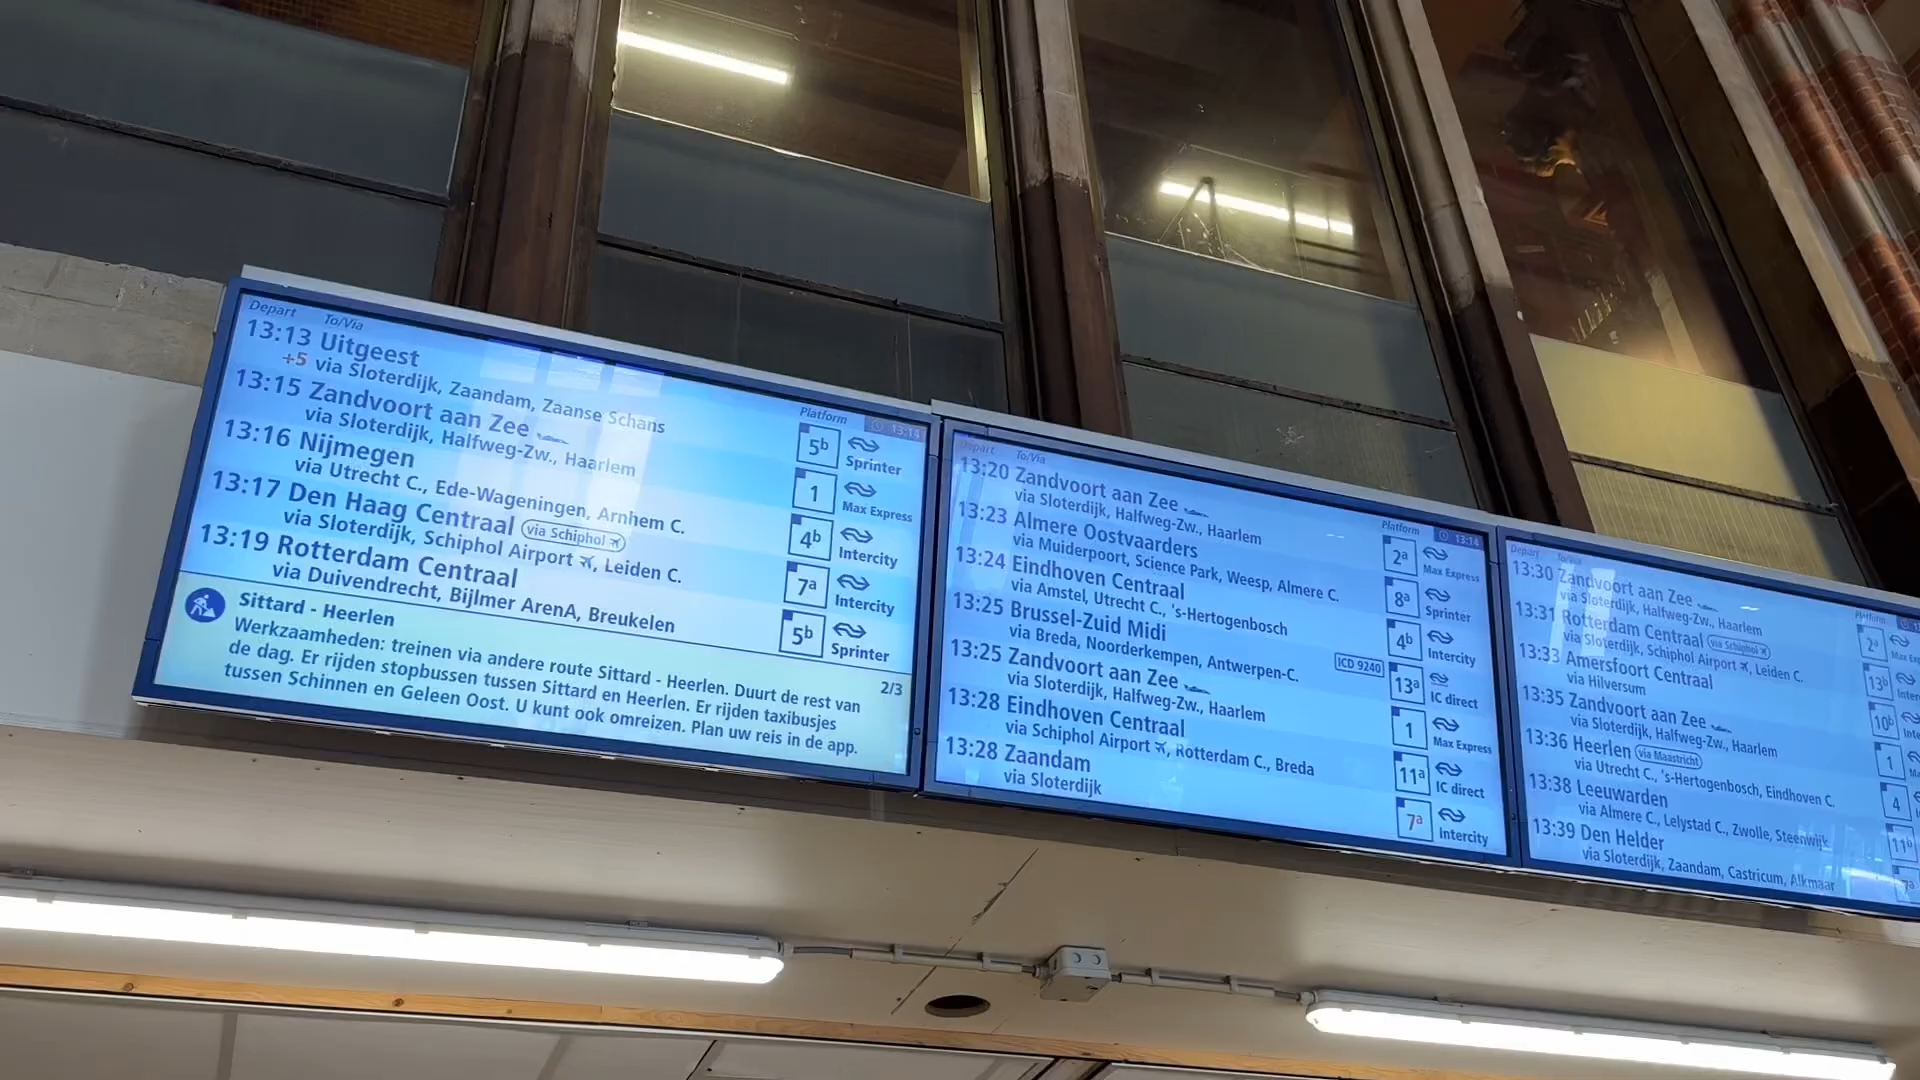 Depart To/Via Platform 13:14
13:13 Uitgeest 5b Sprinter
+5 via Sloterdijk, Zaandam, Zaanse Schans
13:15 Zandvoort aan Zee 1 Max Express
via Sloterdijk, Halfweg-Zw., Haarlem
13:16 Nijmegen 4b Intercity
via Utrecht C., Ede-Wageningen, Arnhem C.
13:17 Den Haag Centraal via Schiphol 7a Intercity
via Sloterdijk, Schiphol Airport, Leiden C.
13:19 Rotterdam Centraal 5b Sprinter
via Duivendrecht, Bijlmer ArenA, Breukelen
Sittard - Heerlen
Werkzaamheden: treinen via andere route Sittard - Heerlen. Duurt de rest van
de dag. Er rijden stopbussen tussen Sittard en Heerlen. Er rijden taxibusjes
tussen Schinnen en Geleen Oost. U kunt ook omreizen. Plan uw reis in de app.
2/3
Depart To/Via Platform 13:14
13:20 Zandvoort aan Zee 2a Max Express
via Sloterdijk, Halfweg-Zw., Haarlem
13:23 Almere Oostvaarders 8a Sprinter
via Muiderpoort, Science Park, Weesp, Almere C.
13:24 Eindhoven Centraal 4b Intercity
via Amstel, Utrecht C., 's-Hertogenbosch
13:25 Brussel-Zuid Midi ICD 9240 13a IC direct
via Breda, Noorderkempen, Antwerpen-C.
13:25 Zandvoort aan Zee 1 Max Express
via Sloterdijk, Halfweg-Zw., Haarlem
13:28 Eindhoven Centraal 11a IC direct
via Schiphol Airport, Rotterdam C., Breda
13:28 Zaandam 7a Intercity
via Sloterdijk
Depart To/Via Platform
13:30 Zandvoort aan Zee 2a
via Sloterdijk, Halfweg-Zw., Haarlem
13:31 Rotterdam Centraal via Schiphol 13b
via Sloterdijk, Schiphol Airport, Leiden C.
13:33 Amersfoort Centraal 10b
via Hilversum
13:35 Zandvoort aan Zee 1
via Sloterdijk, Halfweg-Zw., Haarlem
13:36 Heerlen via Maastricht 4
via Utrecht C., 's-Hertogenbosch, Eindhoven C.
13:38 Leeuwarden
via Almere C., Lelystad C., Zwolle, Steenwijk
13:39 Den Helder
via Sloterdijk, Zaandam, Castricum, Alkmaar